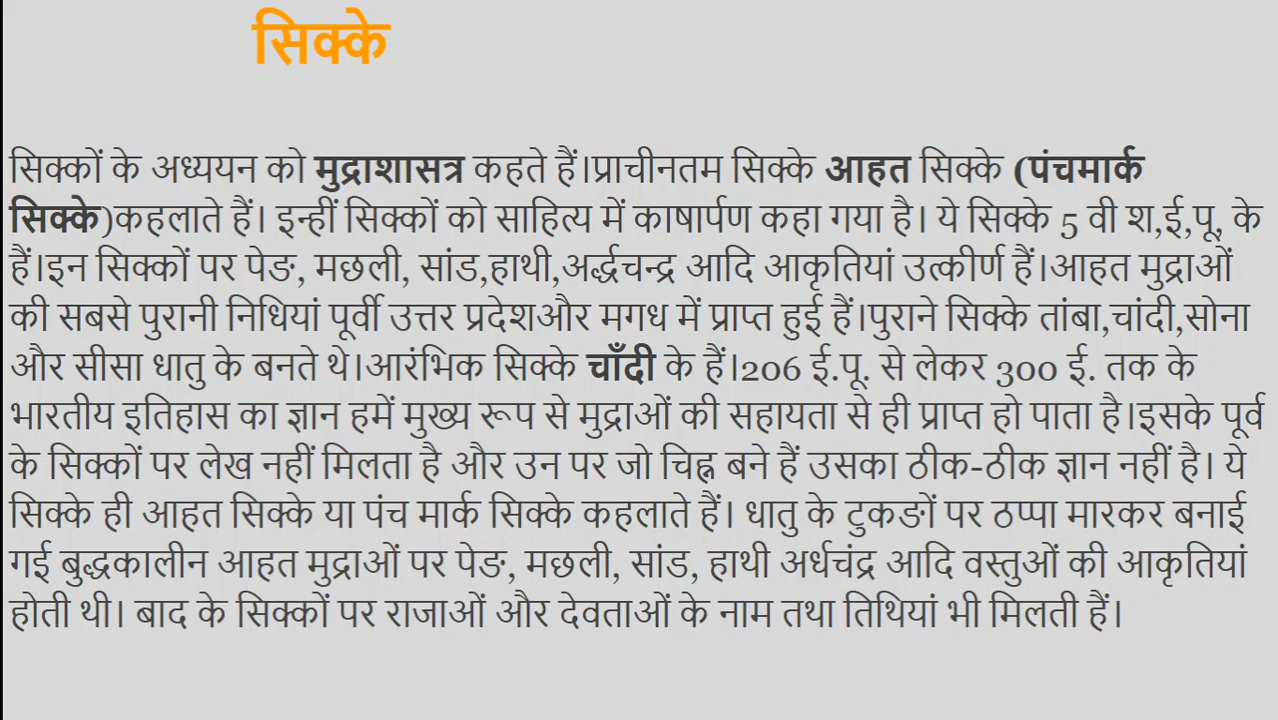 सिक्के
सिक्कों के अध्ययन को मुद्राशासत्र कहते हैं।प्राचीनतम सिक्के आहत सिक्के (पंचमार्क
सिक्के)कहलाते हैं। इन्हीं सिक्कों को साहित्य में काषार्पण कहा गया है। ये सिक्के 5 वी श,ई,पू, के
हैं।इन सिक्कों पर पेङ, मछली, सांड,हाथी,अर्द्धचन्द्र आदि आकृतियां उत्कीर्ण हैं।आहत मुद्राओं
की सबसे पुरानी निधियां पूर्वी उत्तर प्रदेशऔर मगध में प्राप्त हुई हैं।पुराने सिक्के तांबा,चांदी,सोना
और सीसा धातु के बनते थे।आरंभिक सिक्के चाँदी के हैं।206 ई.पू. से लेकर 300 ई. तक के
भारतीय इतिहास का ज्ञान हमें मुख्य रूप से मुद्राओं की सहायता से ही प्राप्त हो पाता है।इसके पूर्व
के सिक्कों पर लेख नहीं मिलता है और उन पर जो चिह्न बने हैं उसका ठीक-ठीक ज्ञान नहीं है। ये
सिक्के ही आहत सिक्के या पंच मार्क सिक्के कहलाते हैं। धातु के टुकङों पर ठप्पा मारकर बनाई
गई बुद्धकालीन आहत मुद्राओं पर पेङ, मछली, सांड, हाथी अर्धचंद्र आदि वस्तुओं की आकृतियां
होती थी। बाद के सिक्कों पर राजाओं और देवताओं के नाम तथा तिथियां भी मिलती हैं।